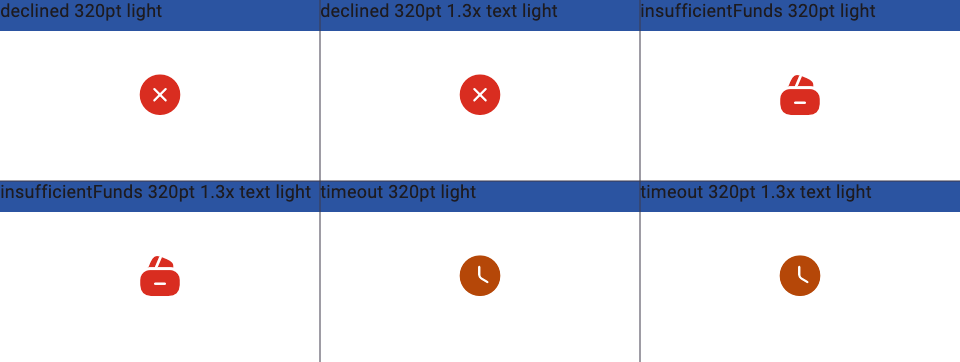 declined 320pt light
declined 320pt 1.3x text light
insufficientFunds 320pt light
insufficientFunds 320pt 1.3x text light
timeout 320pt light
timeout 320pt 1.3x text light